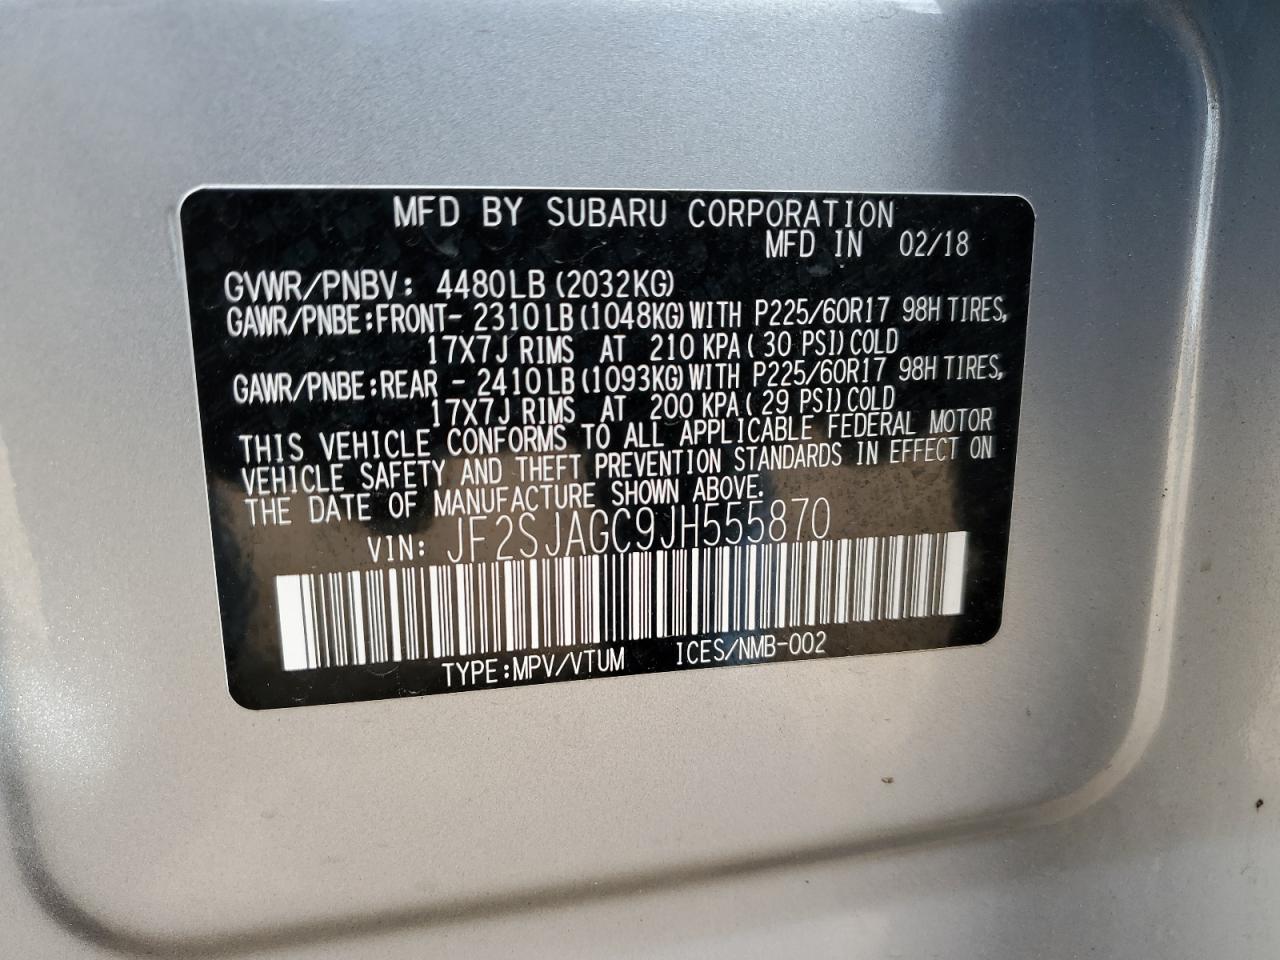 MFD BY SUBARU CORPORATION
MFD IN 02/18
GVWR/PNBV: 4480LB(2032KG)
GAWR/PNBE:FRONT- 2310LB(1048KG)WITH P225/60R17 98H TIRES,
17X7J RIMS AT 210 KPA( 30 PSI)COLD
GAWR/PNBE:REAR - 2410LB(1093KG)WITH P225/60R17 98H TIRES,
17X7J RIMS AT 200 KPA( 29 PSI)COLD
THIS VEHICLE CONFORMS TO ALL APPLICABLE FEDERAL MOTOR
VEHICLE SAFETY AND THEFT PREVENTION STANDARDS IN EFFECT ON
THE DATE OF MANUFACTURE SHOWN ABOVE.
VIN: JF2SJAGC9JH555870
TYPE:MPV/VTUM ICES/NMB-002